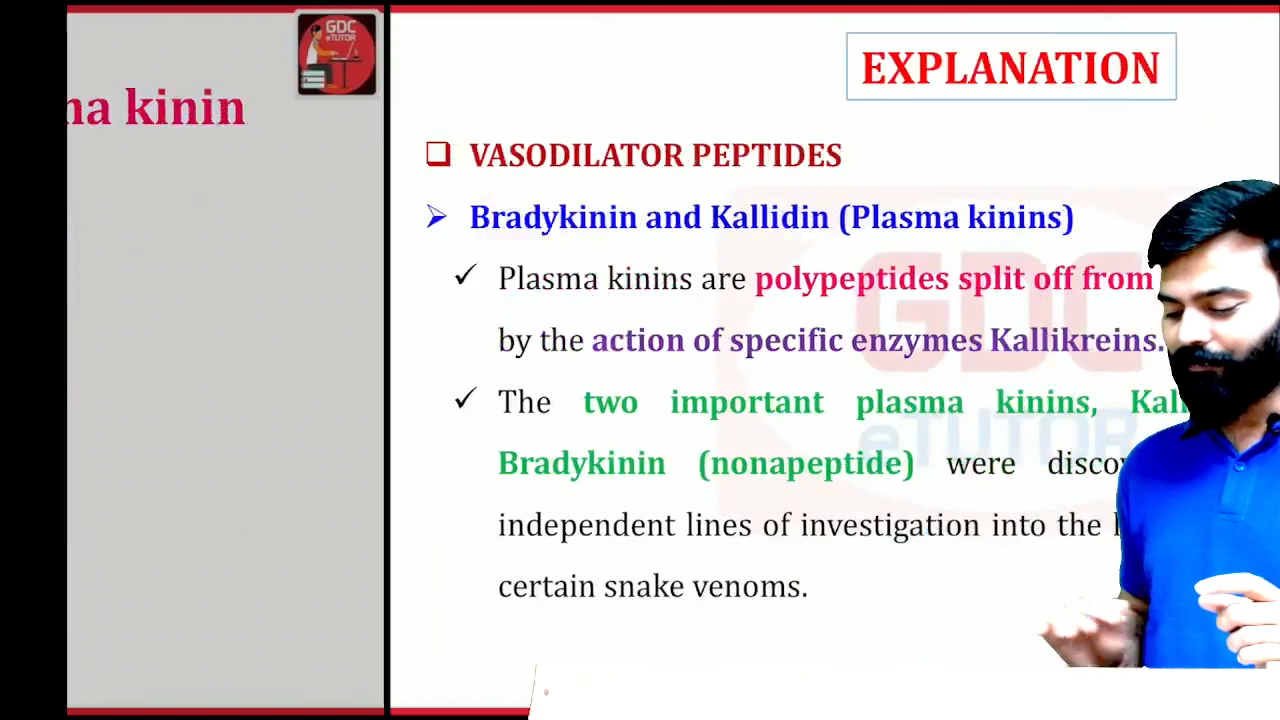 GDC
eTUTOR
kinin
EXPLANATION
VASODILATOR PEPTIDES
Bradykinin and Kallidin (Plasma kinins)
Plasma kinins are polypeptides split off from
by the action of specific enzymes Kallikreins.
The two important plasma kinins,
Bradykinin (nonapeptide) were
independent lines of investigation into the
certain snake venoms.
GDC
eTUTOR